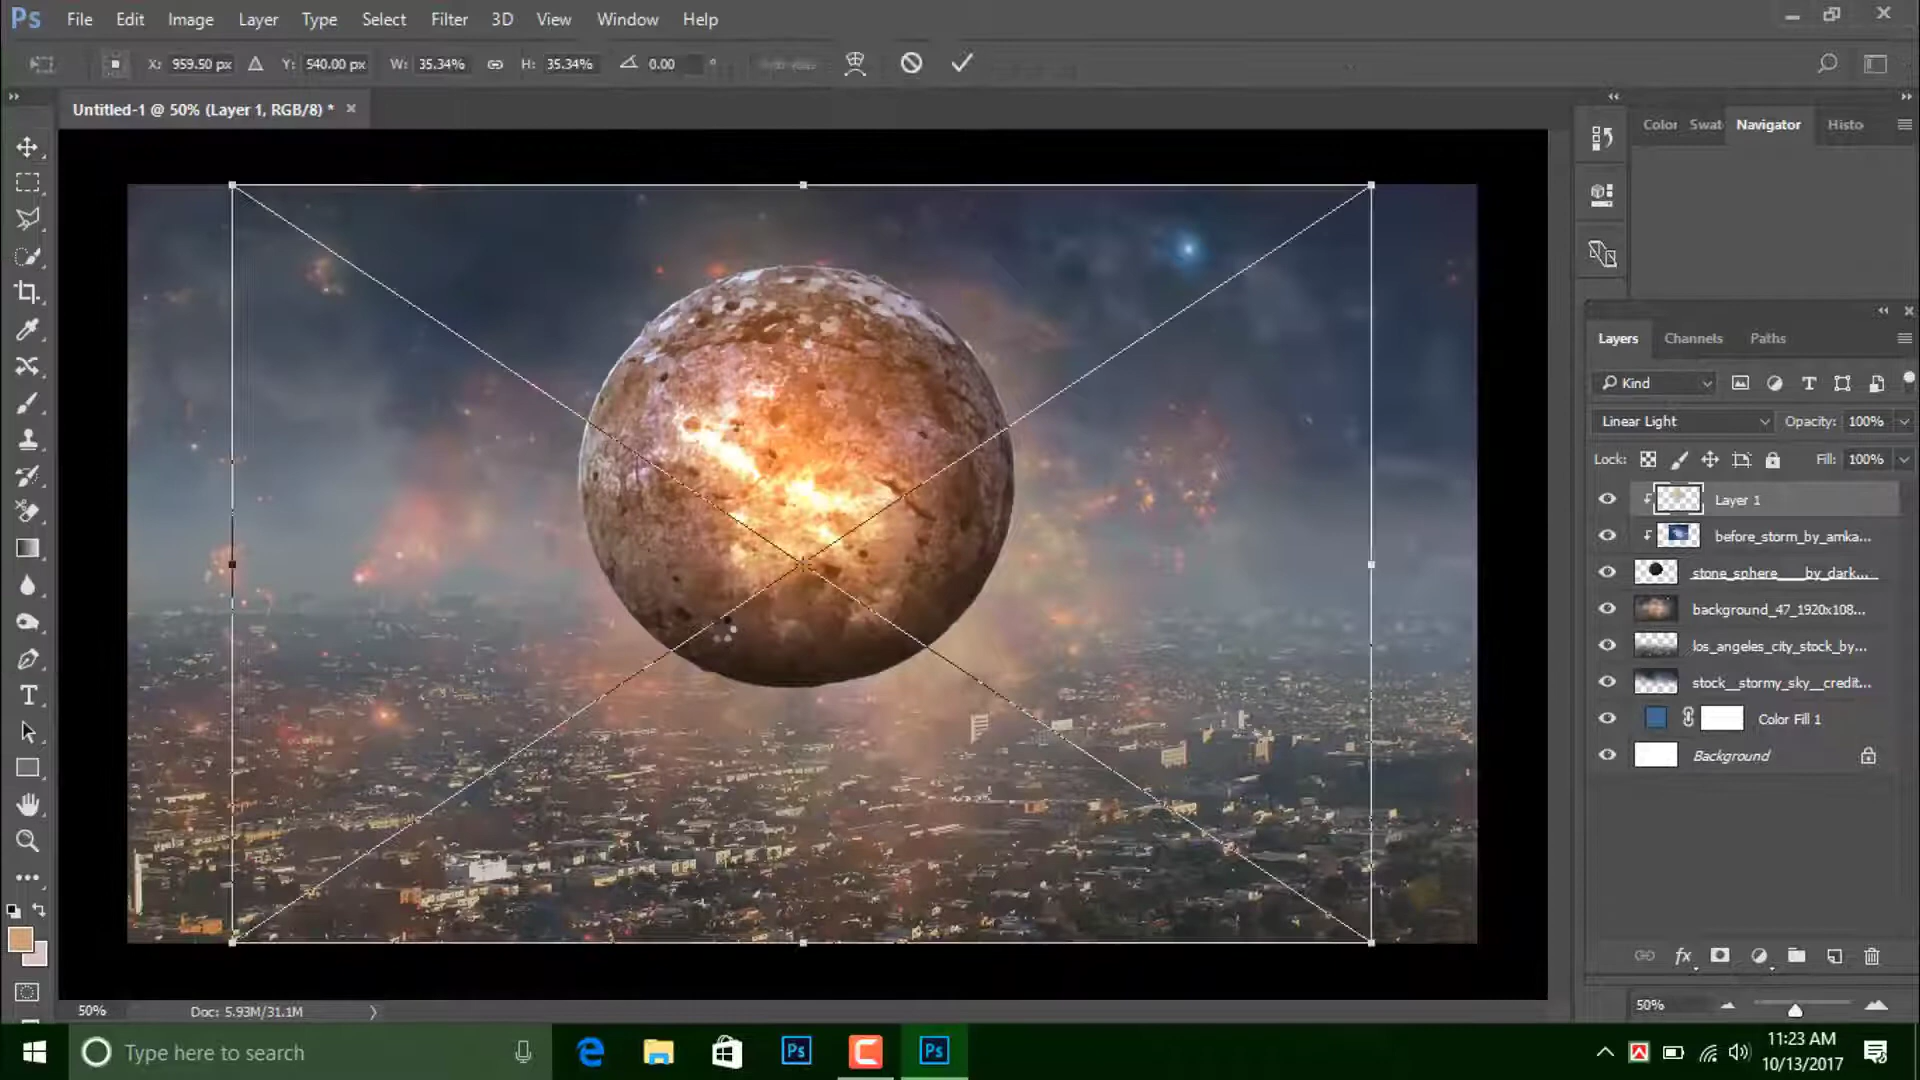 Ps File Edit Image Layer Type Select Filter 3D View Window Help
X: 959.50 px Y: 540.00 px W: 35.34% H: 35.34% 0.00 °
Untitled-1 @ 50% (Layer 1, RGB/8) * ×
Color Swat Navigator Histo
Layers Channels Paths
Kind
Linear Light Opacity: 100%
Lock: Fill: 100%
Layer 1
before_storm_by_amka...
stone_sphere____by_dark...
background_47_1920x108...
los_angeles_city_stock_by...
stock__stormy_sky__credit...
Color Fill 1
Background
50%
50% Doc: 5.93M/31.1M
Type here to search
Ps
Ps
11:23 AM
10/13/2017